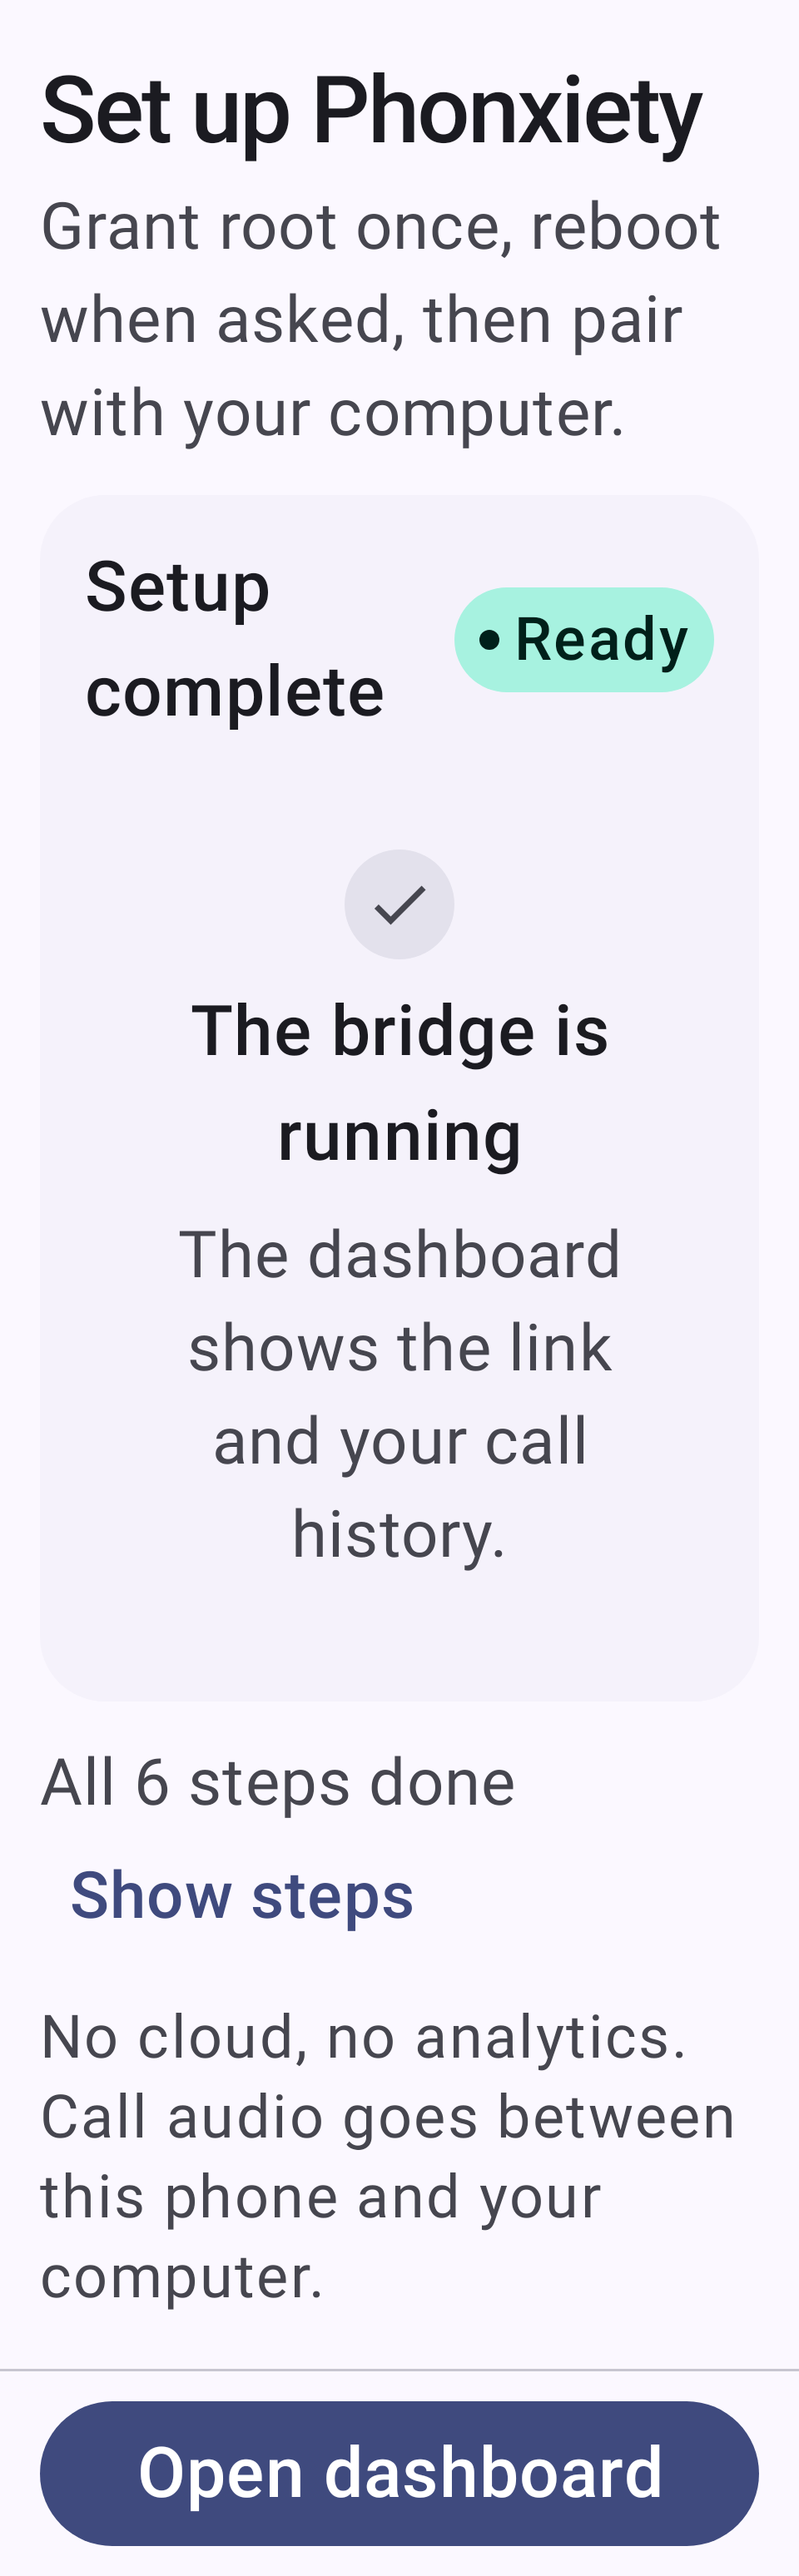 Set up Phonxiety
Grant root once, reboot
when asked, then pair
with your computer.
Setup
complete
• Ready
The bridge is
running
The dashboard
shows the link
and your call
history.
All 6 steps done
Show steps
No cloud, no analytics.
Call audio goes between
this phone and your
computer.
Open dashboard